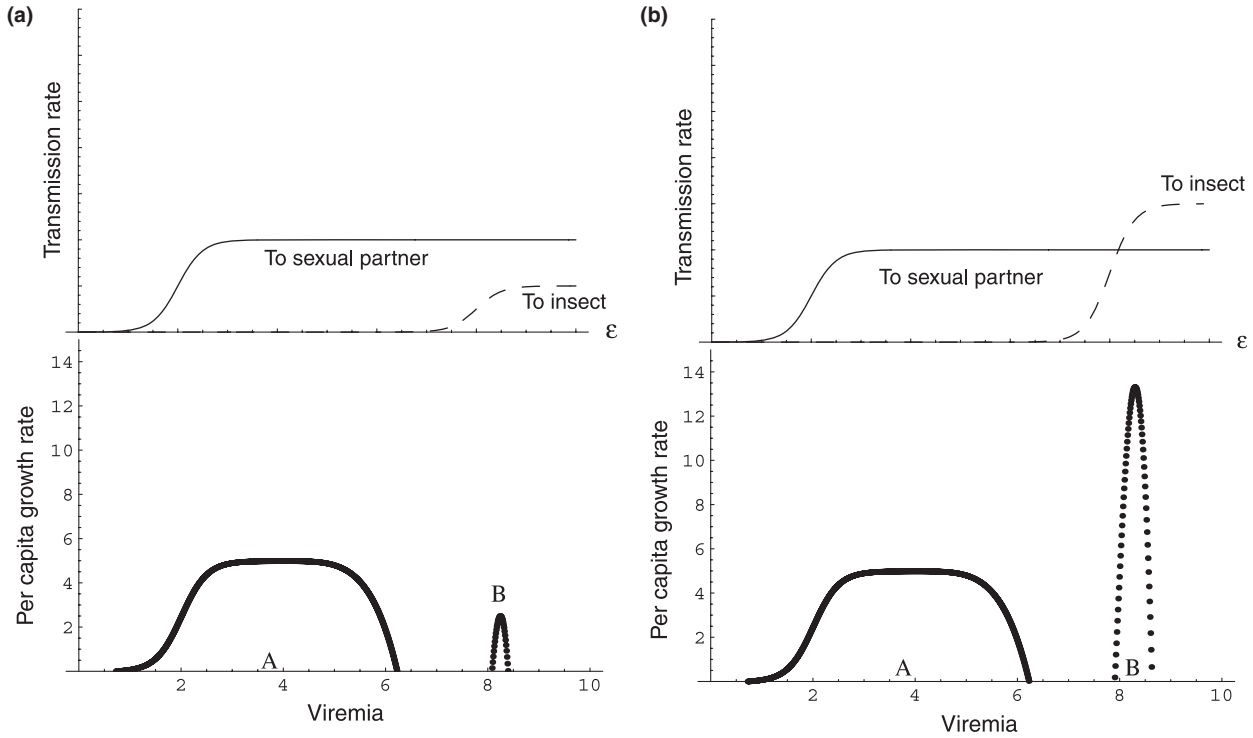 (a)
Transmission rate
To sexual partner
To insect
ε
Per capita growth rate
14
12
10
8
6
4
2
A
B
2
4
6
8
10
Viremia
(b)
Transmission rate
To insect
To sexual partner
ε
Per capita growth rate
14
12
10
8
6
4
2
A
B
2
4
6
8
10
Viremia